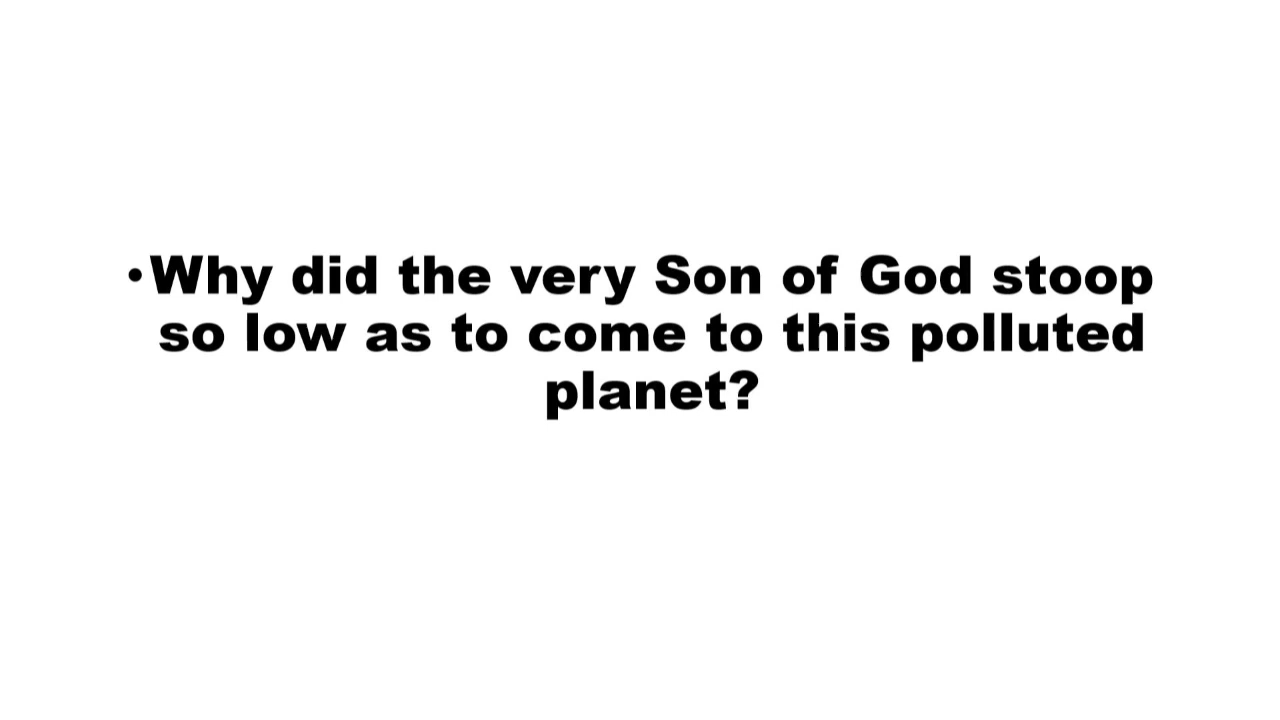 •Why did the very Son of God stoop
so low as to come to this polluted
planet?